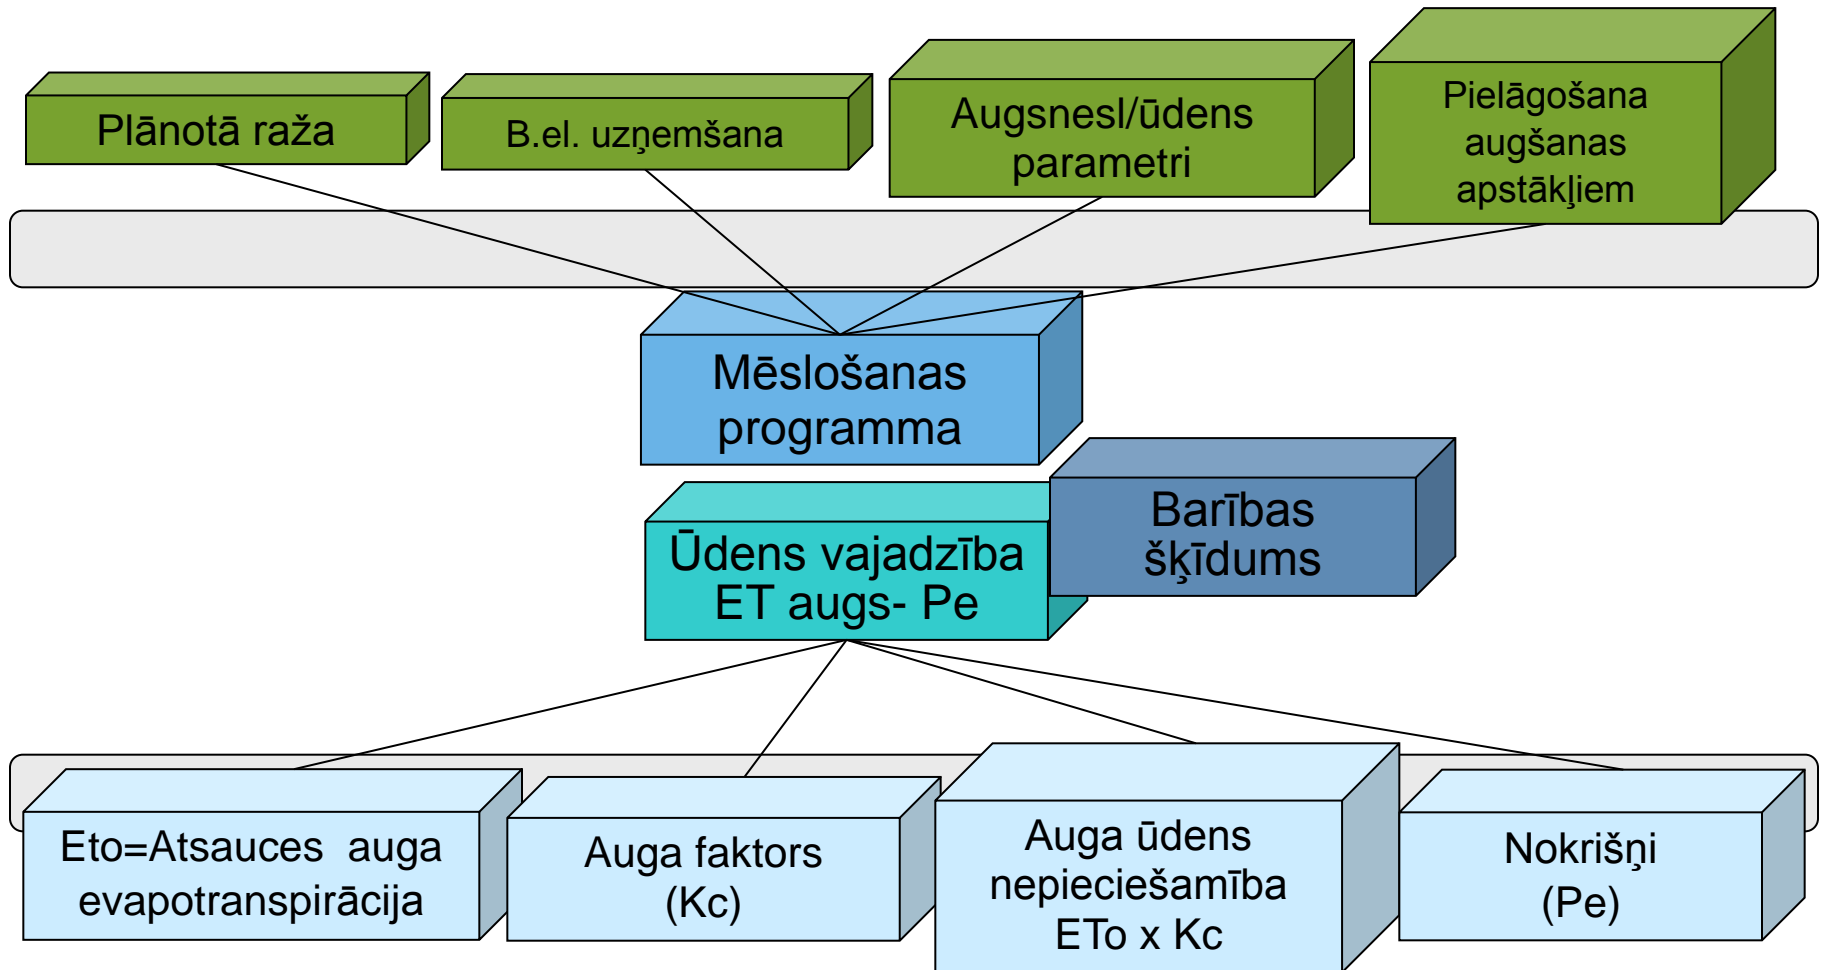 Plānotā raža
B.el. uzņemšana
Augsnesl/ūdens
parametri
Pielāgošana
augšanas
apstākļiem
Mēslošanas
programma
Barības
šķīdums
Ūdens vajadzība
ET augs- Pe
Eto=Atsauces  auga
evapotranspirācija
Auga faktors
(Kc)
Auga ūdens
nepieciešamība
ETo x Kc
Nokrišņi
(Pe)